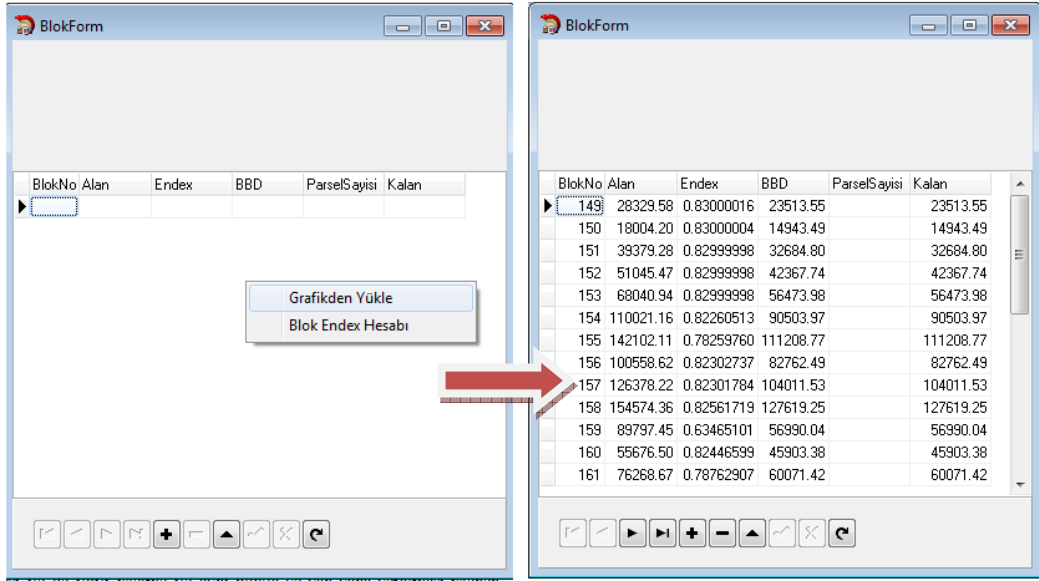 BlokForm
BlokNo Alan Endex BBD ParselSayisi Kalan
Grafikden Yükle
Blok Endex Hesabı
BlokForm
BlokNo Alan Endex BBD ParselSayisi Kalan
149 28329.58 0.83000016 23513.55 23513.55
150 18004.20 0.83000004 14943.49 14943.49
151 39379.28 0.82999998 32684.80 32684.80
152 51045.47 0.82999998 42367.74 42367.74
153 68040.94 0.82999998 56473.98 56473.98
154 110021.16 0.82260513 90503.97 90503.97
155 142102.11 0.78259760 111208.77 111208.77
156 100558.62 0.82302737 82762.49 82762.49
157 126378.22 0.82301784 104011.53 104011.53
158 154574.36 0.82561719 127619.25 127619.25
159 89797.45 0.63465101 56990.04 56990.04
160 55676.50 0.82446599 45903.38 45903.38
161 76268.67 0.78762907 60071.42 60071.42